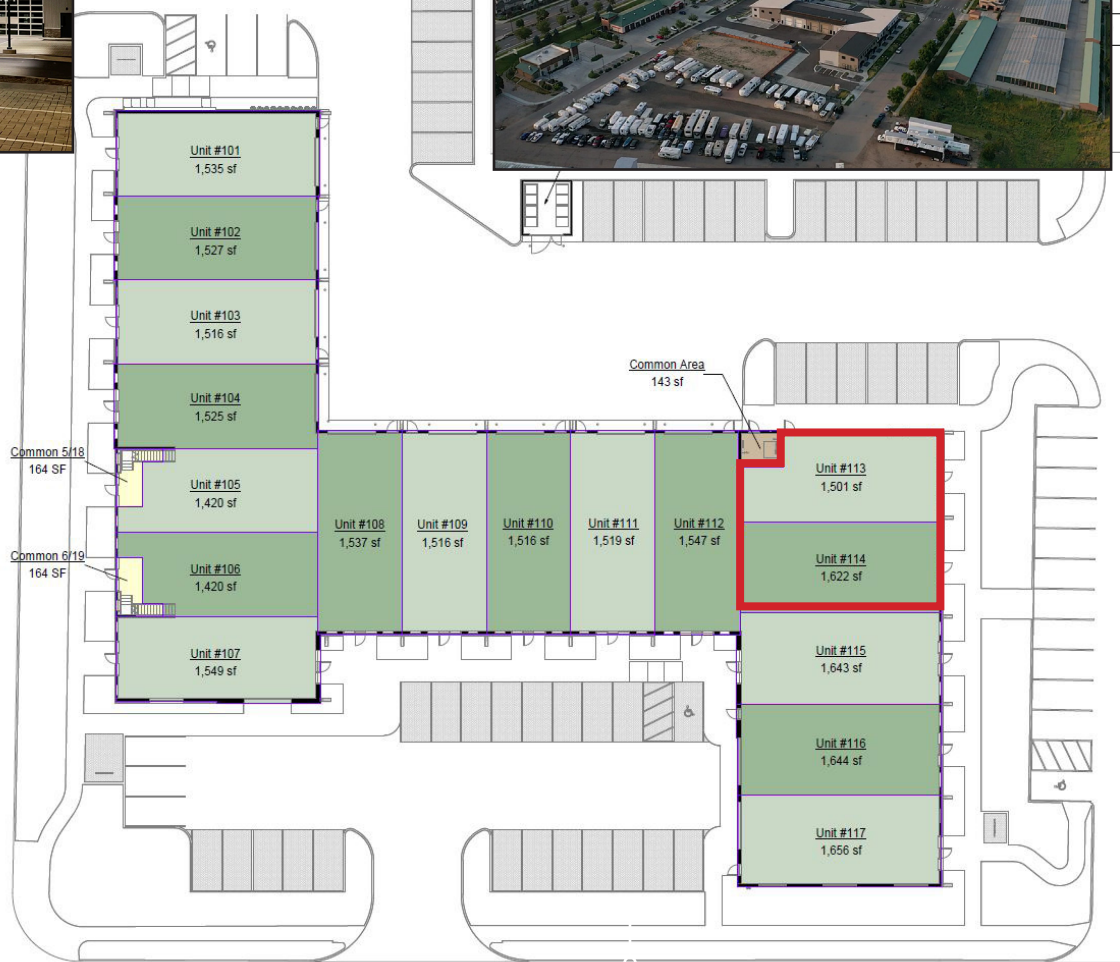 Unit #101
1,535 sf
Unit #102
1,527 sf
Unit #103
1,516 sf
Unit #104
1,525 sf
Common 5/18
164 SF
Unit #105
1,420 sf
Common 6/19
164 SF
Unit #106
1,420 sf
Unit #107
1,549 sf
Unit #108
1,537 sf
Unit #109
1,516 sf
Unit #110
1,516 sf
Unit #111
1,519 sf
Unit #112
1,547 sf
Common Area
143 sf
Unit #113
1,501 sf
Unit #114
1,622 sf
Unit #115
1,643 sf
Unit #116
1,644 sf
Unit #117
1,656 sf